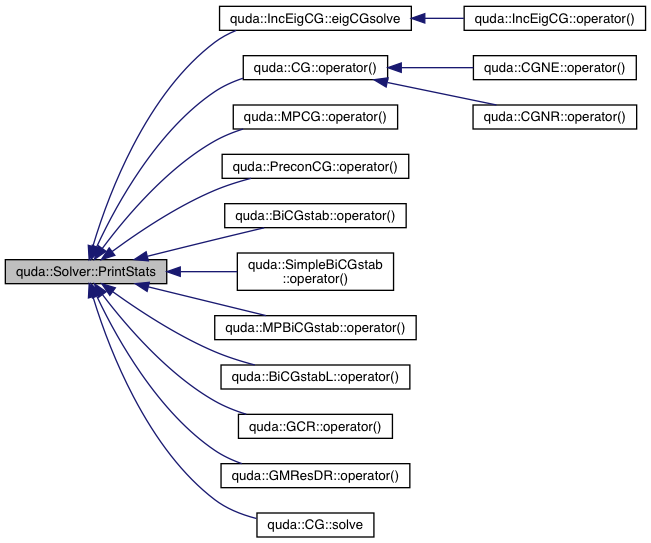 quda::IncEigCG::eigCGsolve
quda::IncEigCG::operator()
quda::CG::operator()
quda::CGNE::operator()
quda::CGNR::operator()
quda::MPCG::operator()
quda::PreconCG::operator()
quda::BiCGstab::operator()
quda::Solver::PrintStats
quda::SimpleBiCGstab
::operator()
quda::MPBiCGstab::operator()
quda::BiCGstabL::operator()
quda::GCR::operator()
quda::GMResDR::operator()
quda::CG::solve